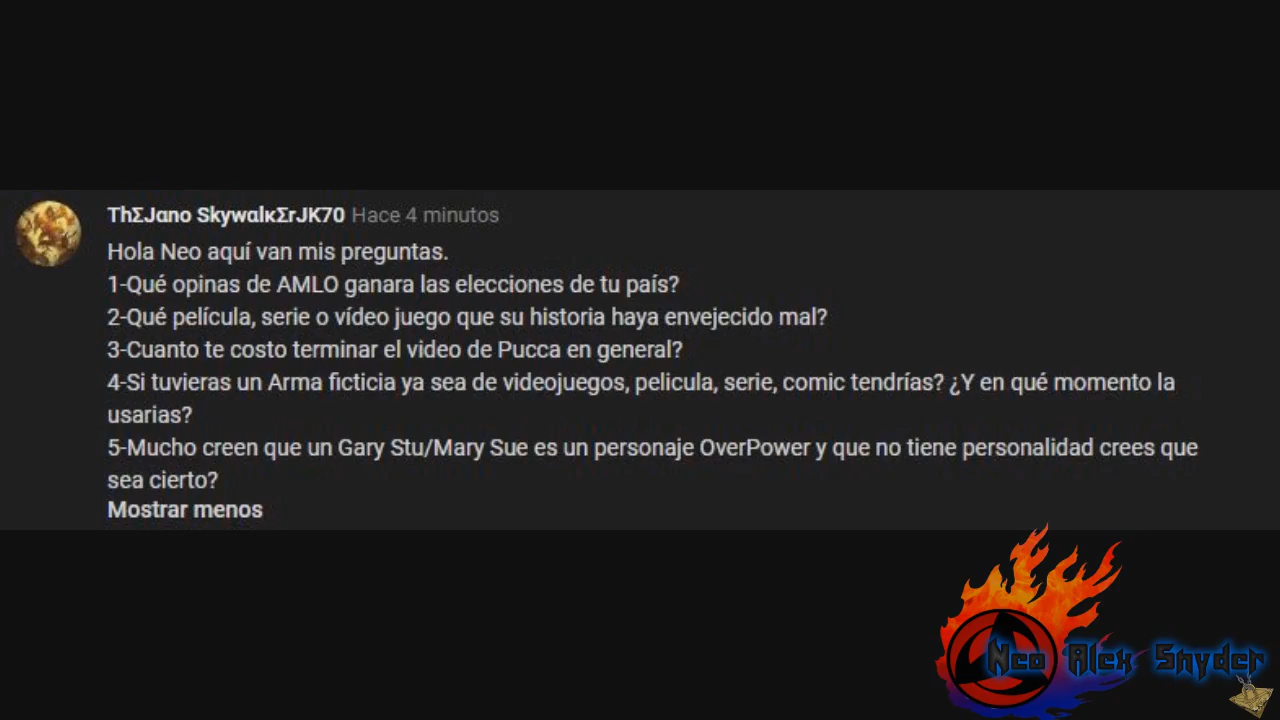 ThΣJano SkywalкΣrJK70 Hace 4 minutos
Hola Neo aquí van mis preguntas.
1-Qué opinas de AMLO ganara las elecciones de tu país?
2-Qué película, serie o vídeo juego que su historia haya envejecido mal?
3-Cuanto te costo terminar el video de Pucca en general?
4-Si tuvieras un Arma ficticia ya sea de videojuegos, pelicula, serie, comic tendrías? ¿Y en qué momento la
usarias?
5-Mucho creen que un Gary Stu/Mary Sue es un personaje OverPower y que no tiene personalidad crees que
sea cierto?
Mostrar menos
Neo Alex Snyder